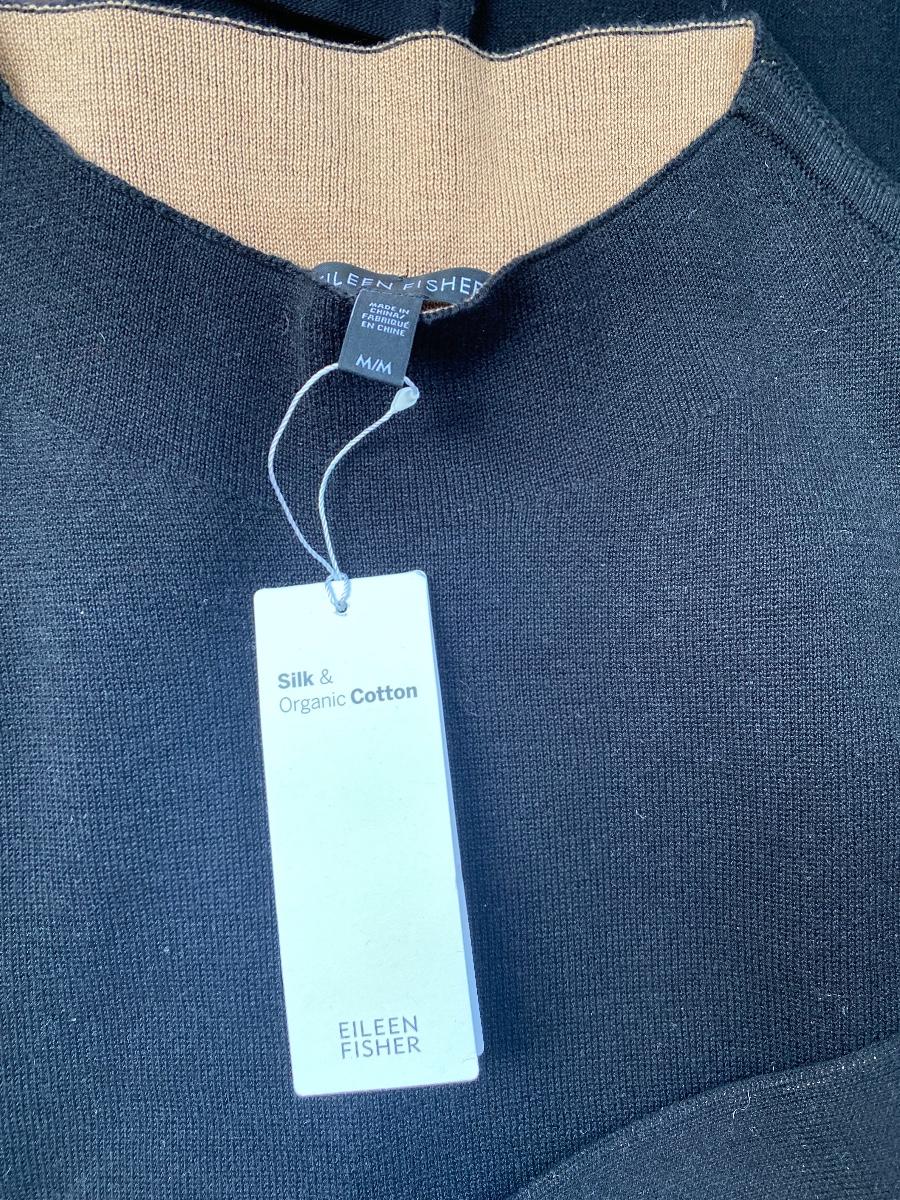 EILEEN FISHER
MADE IN
CHINA/
FABRIQUÉ
EN CHINE
M/M
Silk &
Organic Cotton
EILEEN
FISHER